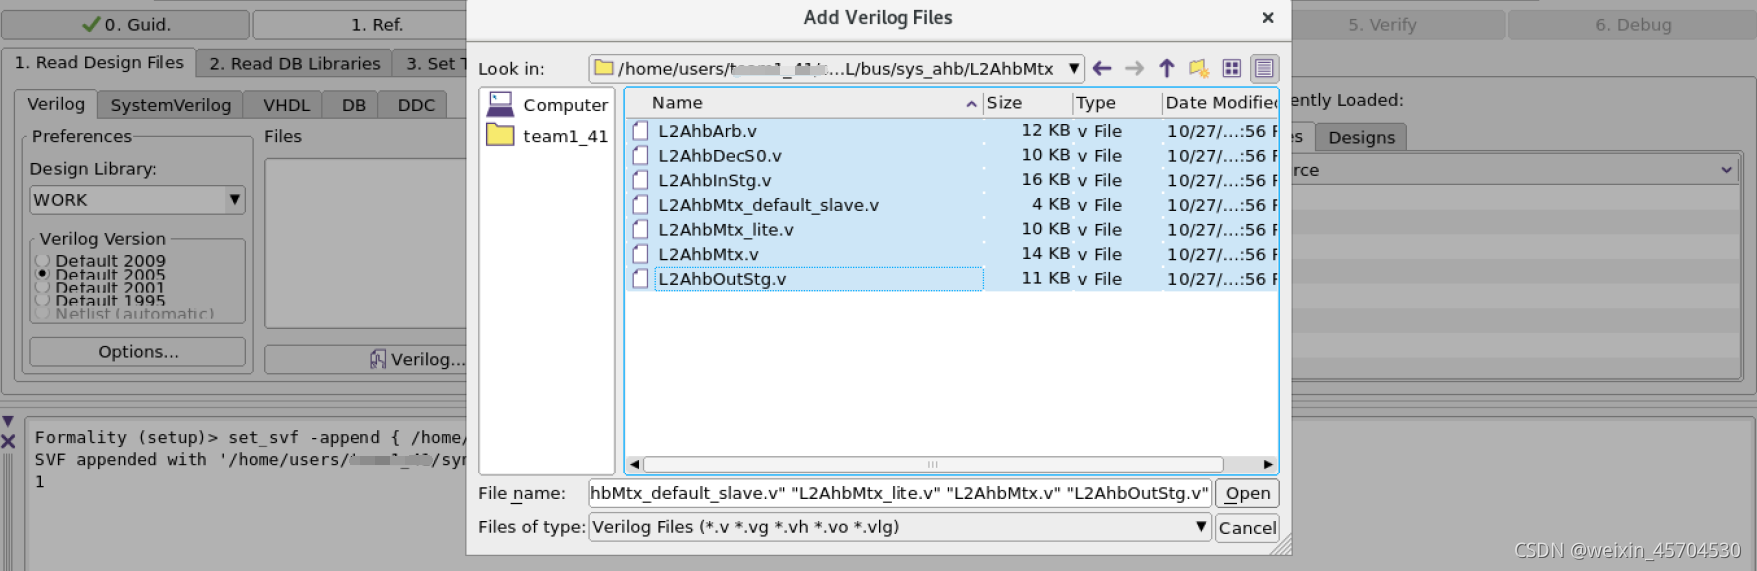 Add Verilog Files
0. Guid.
1. Ref.
5. Verify
6. Debug
1. Read Design Files
2. Read DB Libraries
3. Set T
Look in:
/home/users/
...L/bus/sys_ahb/L2AhbMtx
ently Loaded:
Verilog
SystemVerilog
VHDL
DB
DDC
Computer
team1_41
Name
Size
Type
Date Modified
es
Designs
rce
Preferences
Files
Design Library:
WORK
Verilog Version
Default 2009
Default 2005
Default 2001
Default 1995
Netlist (automatic)
Options...
Verilog...
L2AhbArb.v 12 KB v File 10/27/...:56 P
L2AhbDecS0.v 10 KB v File 10/27/...:56 P
L2AhbInStg.v 16 KB v File 10/27/...:56 P
L2AhbMtx_default_slave.v 4 KB v File 10/27/...:56 P
L2AhbMtx_lite.v 10 KB v File 10/27/...:56 P
L2AhbMtx.v 14 KB v File 10/27/...:56 P
L2AhbOutStg.v 11 KB v File 10/27/...:56 P
File name:
hbMtx_default_slave.v" "L2AhbMtx_lite.v" "L2AhbMtx.v" "L2AhbOutStg.v"
Open
Files of type:
Verilog Files (*.v *.vg *.vh *.vo *.vlg)
Cancel
Formality (setup)> set_svf -append { /home/
SVF appended with '/home/users/
/syn
1
CSDN @weixin_45704530